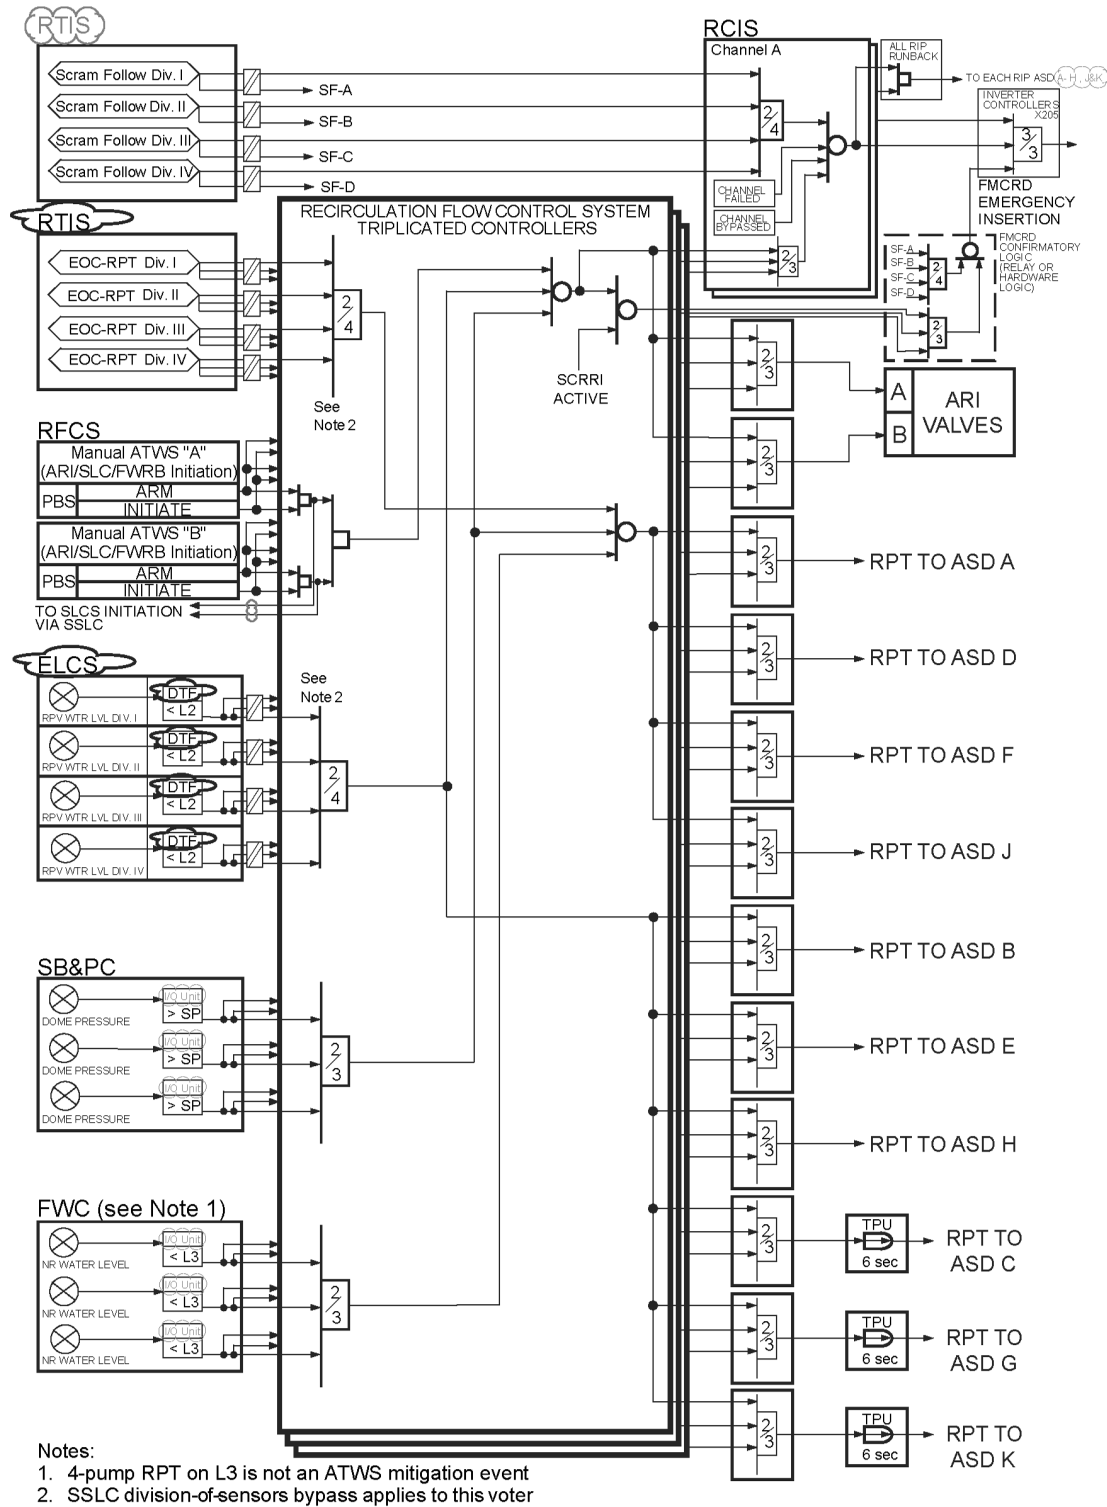 RTIS
Scram Follow Div. I
Scram Follow Div. II
Scram Follow Div. III
Scram Follow Div. IV
SF-A
SF-B
SF-C
SF-D
RCIS
Channel A
2/4
CHANNEL
FAILED
CHANNEL
BYPASSED
2/3
ALL RIP
RUNBACK
TO EACH RIP ASD A-H, J&K
INVERTER
CONTROLLERS
X205
3/3
FMCRD
EMERGENCY
INSERTION
FMCRD
CONFIRMATORY
LOGIC
(RELAY OR
HARDWARE
LOGIC)
SF-A
SF-B
SF-C
SF-D
2/4
2/3
RTIS
EOC-RPT Div. I
EOC-RPT Div. II
EOC-RPT Div. III
EOC-RPT Div. IV
RECIRCULATION FLOW CONTROL SYSTEM
TRIPLICATED CONTROLLERS
2/4
See
Note 2
SCRRI
ACTIVE
2/3
A
B
ARI
VALVES
2/3
RFCS
Manual ATWS "A"
(ARI/SLC/FWRB Initiation)
PBS
ARM
INITIATE
Manual ATWS "B"
(ARI/SLC/FWRB Initiation)
PBS
ARM
INITIATE
TO SLCS INITIATION
VIA SSLC
2/3
RPT TO ASD A
2/3
RPT TO ASD D
ELCS
DTF
< L2
RPV WTR LVL DIV. I
DTF
< L2
RPV WTR LVL DIV. II
DTF
< L2
RPV WTR LVL DIV. III
DTF
< L2
RPV WTR LVL DIV. IV
See
Note 2
2/4
2/3
RPT TO ASD F
2/3
RPT TO ASD J
2/3
RPT TO ASD B
SB&PC
I/O Unit
> SP
DOME PRESSURE
I/O Unit
> SP
DOME PRESSURE
I/O Unit
> SP
DOME PRESSURE
2/3
2/3
RPT TO ASD E
2/3
RPT TO ASD H
FWC (see Note 1)
I/O Unit
< L3
NR WATER LEVEL
I/O Unit
< L3
NR WATER LEVEL
I/O Unit
< L3
NR WATER LEVEL
2/3
2/3
TPU
6 sec
RPT TO
ASD C
2/3
TPU
6 sec
RPT TO
ASD G
2/3
TPU
6 sec
RPT TO
ASD K
Notes:
1. 4-pump RPT on L3 is not an ATWS mitigation event
2. SSLC division-of-sensors bypass applies to this voter